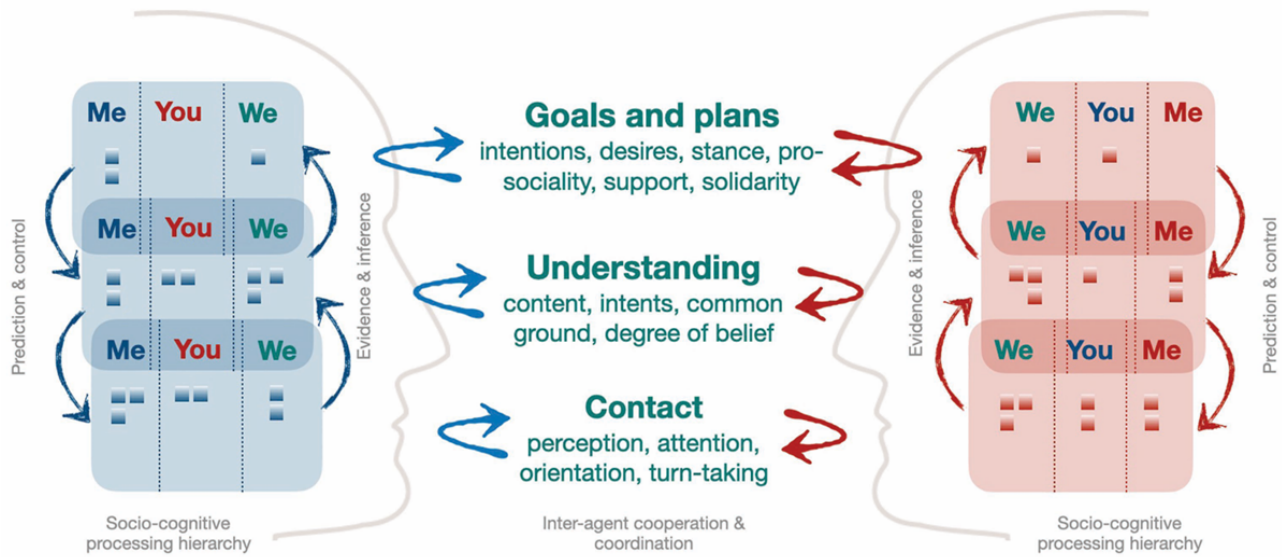 Me You We
Me You We
Me You We
Prediction & control
Evidence & inference
Socio-cognitive
processing hierarchy
Goals and plans
intentions, desires, stance, pro-
sociality, support, solidarity
Understanding
content, intents, common
ground, degree of belief
Contact
perception, attention,
orientation, turn-taking
Inter-agent cooperation &
coordination
We You Me
We You Me
We You Me
Evidence & inference
Prediction & control
Socio-cognitive
processing hierarchy